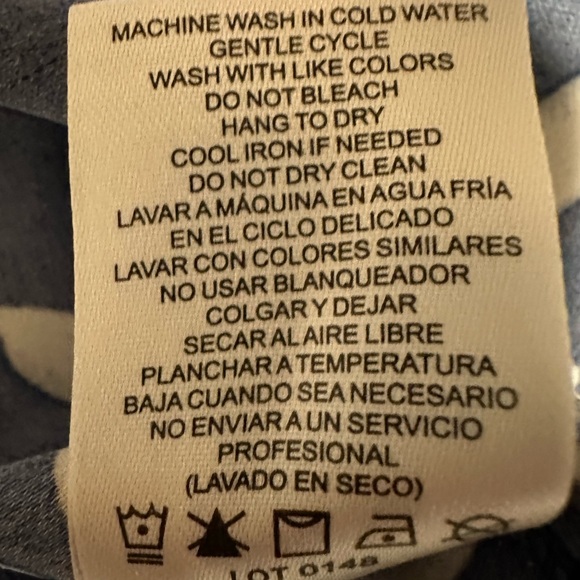 MACHINE WASH IN COLD WATER
GENTLE CYCLE
WASH WITH LIKE COLORS
DO NOT BLEACH
HANG TO DRY
COOL IRON IF NEEDED
DO NOT DRY CLEAN
LAVAR A MÁQUINA EN AGUA FRÍA
EN EL CICLO DELICADO
LAVAR CON COLORES SIMILARES
NO USAR BLANQUEADOR
COLGAR Y DEJAR
SECAR AL AIRE LIBRE
PLANCHAR A TEMPERATURA
BAJA CUANDO SEA NECESARIO
NO ENVIAR A UN SERVICIO
PROFESIONAL
(LAVADO EN SECO)
LOT 0148